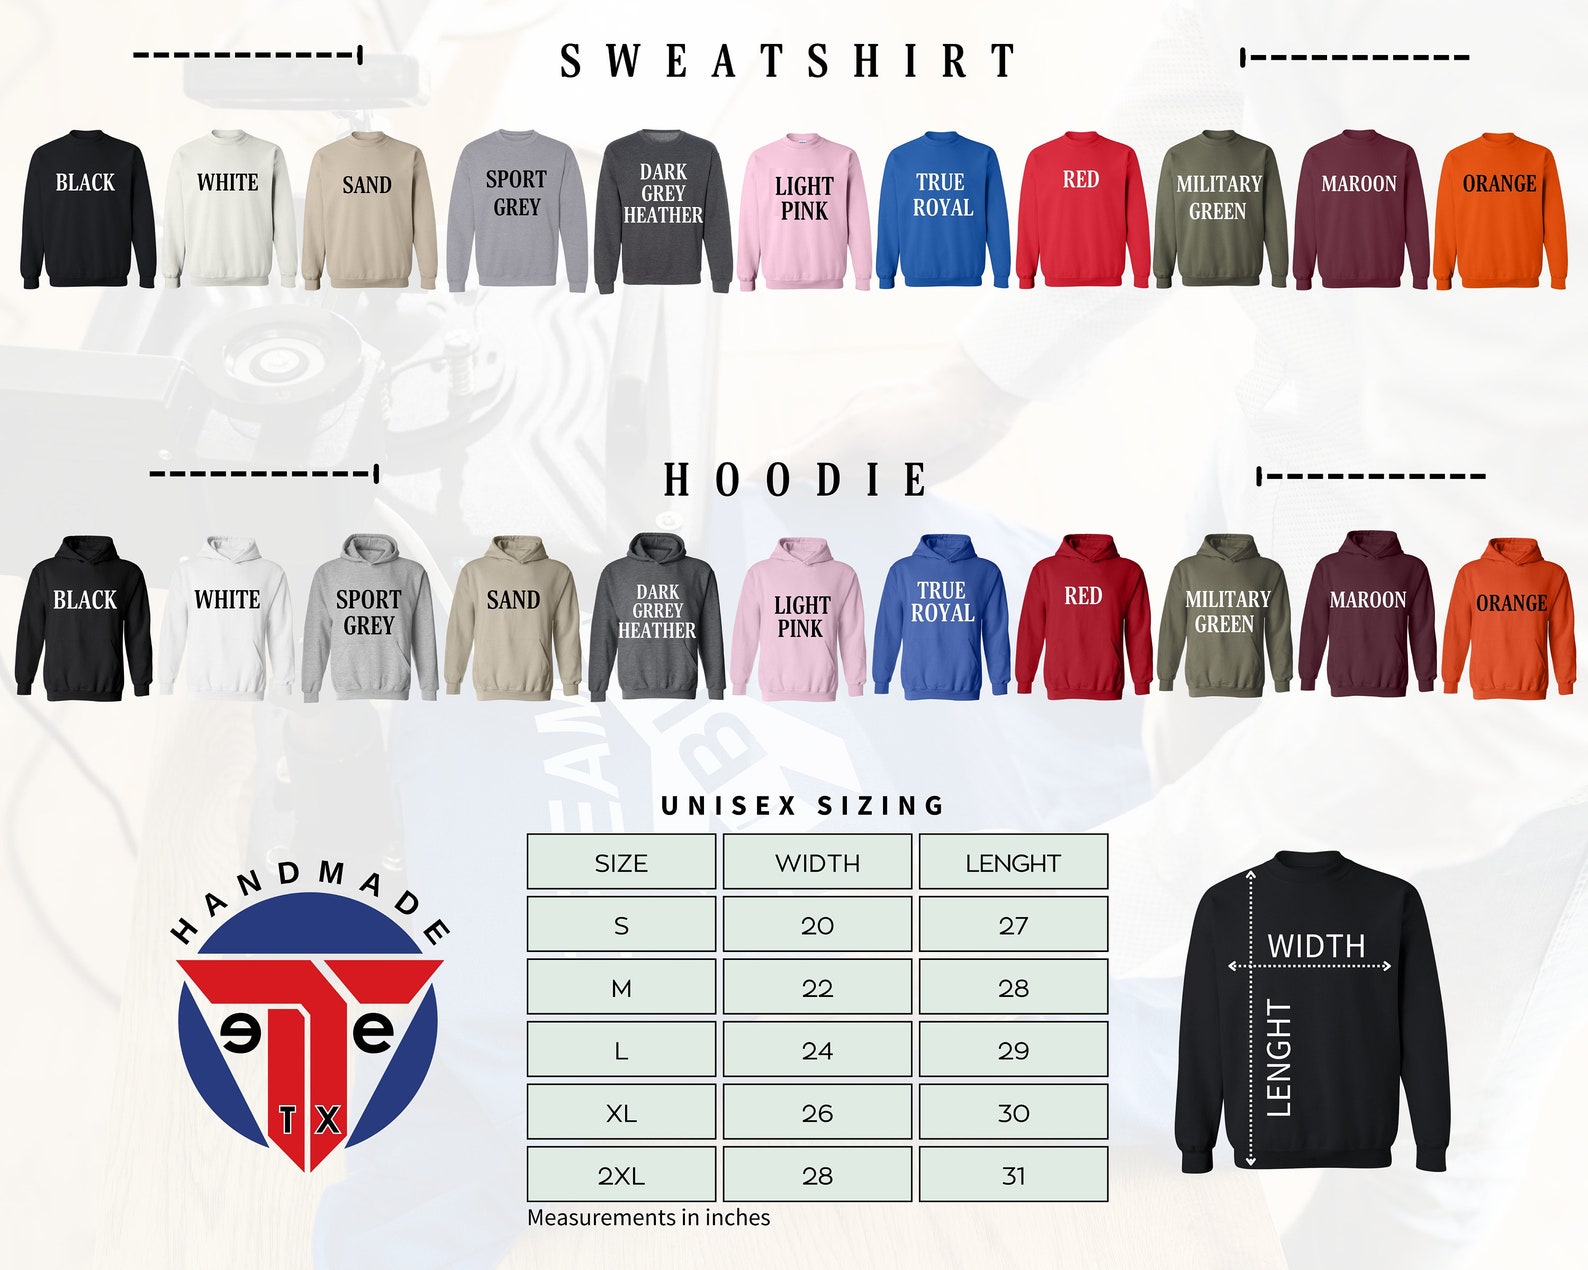 SWEATSHIRT
BLACK
WHITE
SAND
SPORT
GREY
DARK
GREY
HEATHER
LIGHT
PINK
TRUE
ROYAL
RED
MILITARY
GREEN
MAROON
ORANGE
HOODIE
BLACK
WHITE
SPORT
GREY
SAND
DARK
GRREY
HEATHER
LIGHT
PINK
TRUE
ROYAL
RED
MILITARY
GREEN
MAROON
ORANGE
UNISEX SIZING
SIZE WIDTH LENGHT
S 20 27
M 22 28
L 24 29
XL 26 30
2XL 28 31
Measurements in inches
HANDMADE
e e
TX
WIDTH
LENGHT